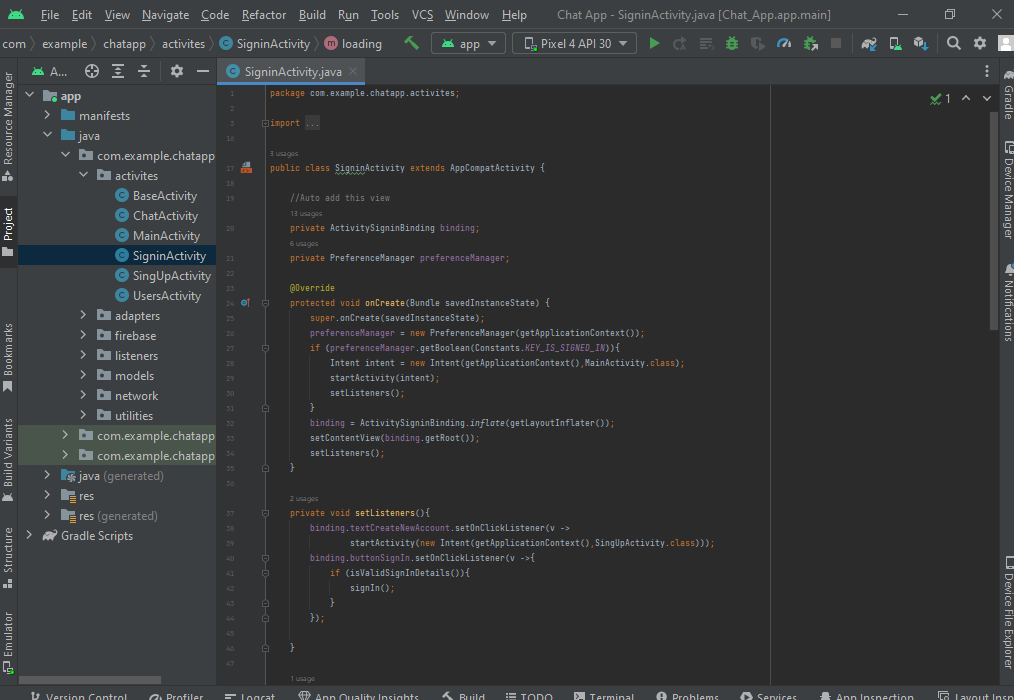 File Edit View Navigate Code Refactor Build Run Tools VCS Window Help Chat App - SigninActivity.java [Chat_App.app.main]
com example chatapp activites SigninActivity loading app Pixel 4 API 30
A... SigninActivity.java
Resource Manager
Project
Bookmarks
Build Variants
Structure
Emulator
app
manifests
java
com.example.chatapp
activites
BaseActivity
ChatActivity
MainActivity
SigninActivity
SingUpActivity
UsersActivity
adapters
firebase
listeners
models
network
utilities
com.example.chatapp
com.example.chatapp
java (generated)
res
res (generated)
Gradle Scripts
1 package com.example.chatapp.activites;
2
3 import ...
16
3 usages
17 public class SigninActivity extends AppCompatActivity {
18
19 //Auto add this view
13 usages
20 private ActivitySigninBinding binding;
6 usages
21 private PreferenceManager preferenceManager;
22
23 @Override
24 protected void onCreate(Bundle savedInstanceState) {
25 super.onCreate(savedInstanceState);
26 preferenceManager = new PreferenceManager(getApplicationContext());
27 if (preferenceManager.getBoolean(Constants.KEY_IS_SIGNED_IN)){
28 Intent intent = new Intent(getApplicationContext(),MainActivity.class);
29 startActivity(intent);
30 setListeners();
31 }
32 binding = ActivitySigninBinding.inflate(getLayoutInflater());
33 setContentView(binding.getRoot());
34 setListeners();
35 }
36
2 usages
37 private void setListeners(){
38 binding.textCreateNewAccount.setOnClickListener(v ->
39 startActivity(new Intent(getApplicationContext(),SingUpActivity.class)));
40 binding.buttonSignIn.setOnClickListener(v ->{
41 if (isValidSignInDetails()){
42 signIn();
43 }
44 });
45
46 }
47
1 usage
1
Gradle
Device Manager
Notifications
Device File Explorer
Version Control Profiler Logcat App Quality Insights Build TODO Terminal Problems Services App Inspection Layout Insp